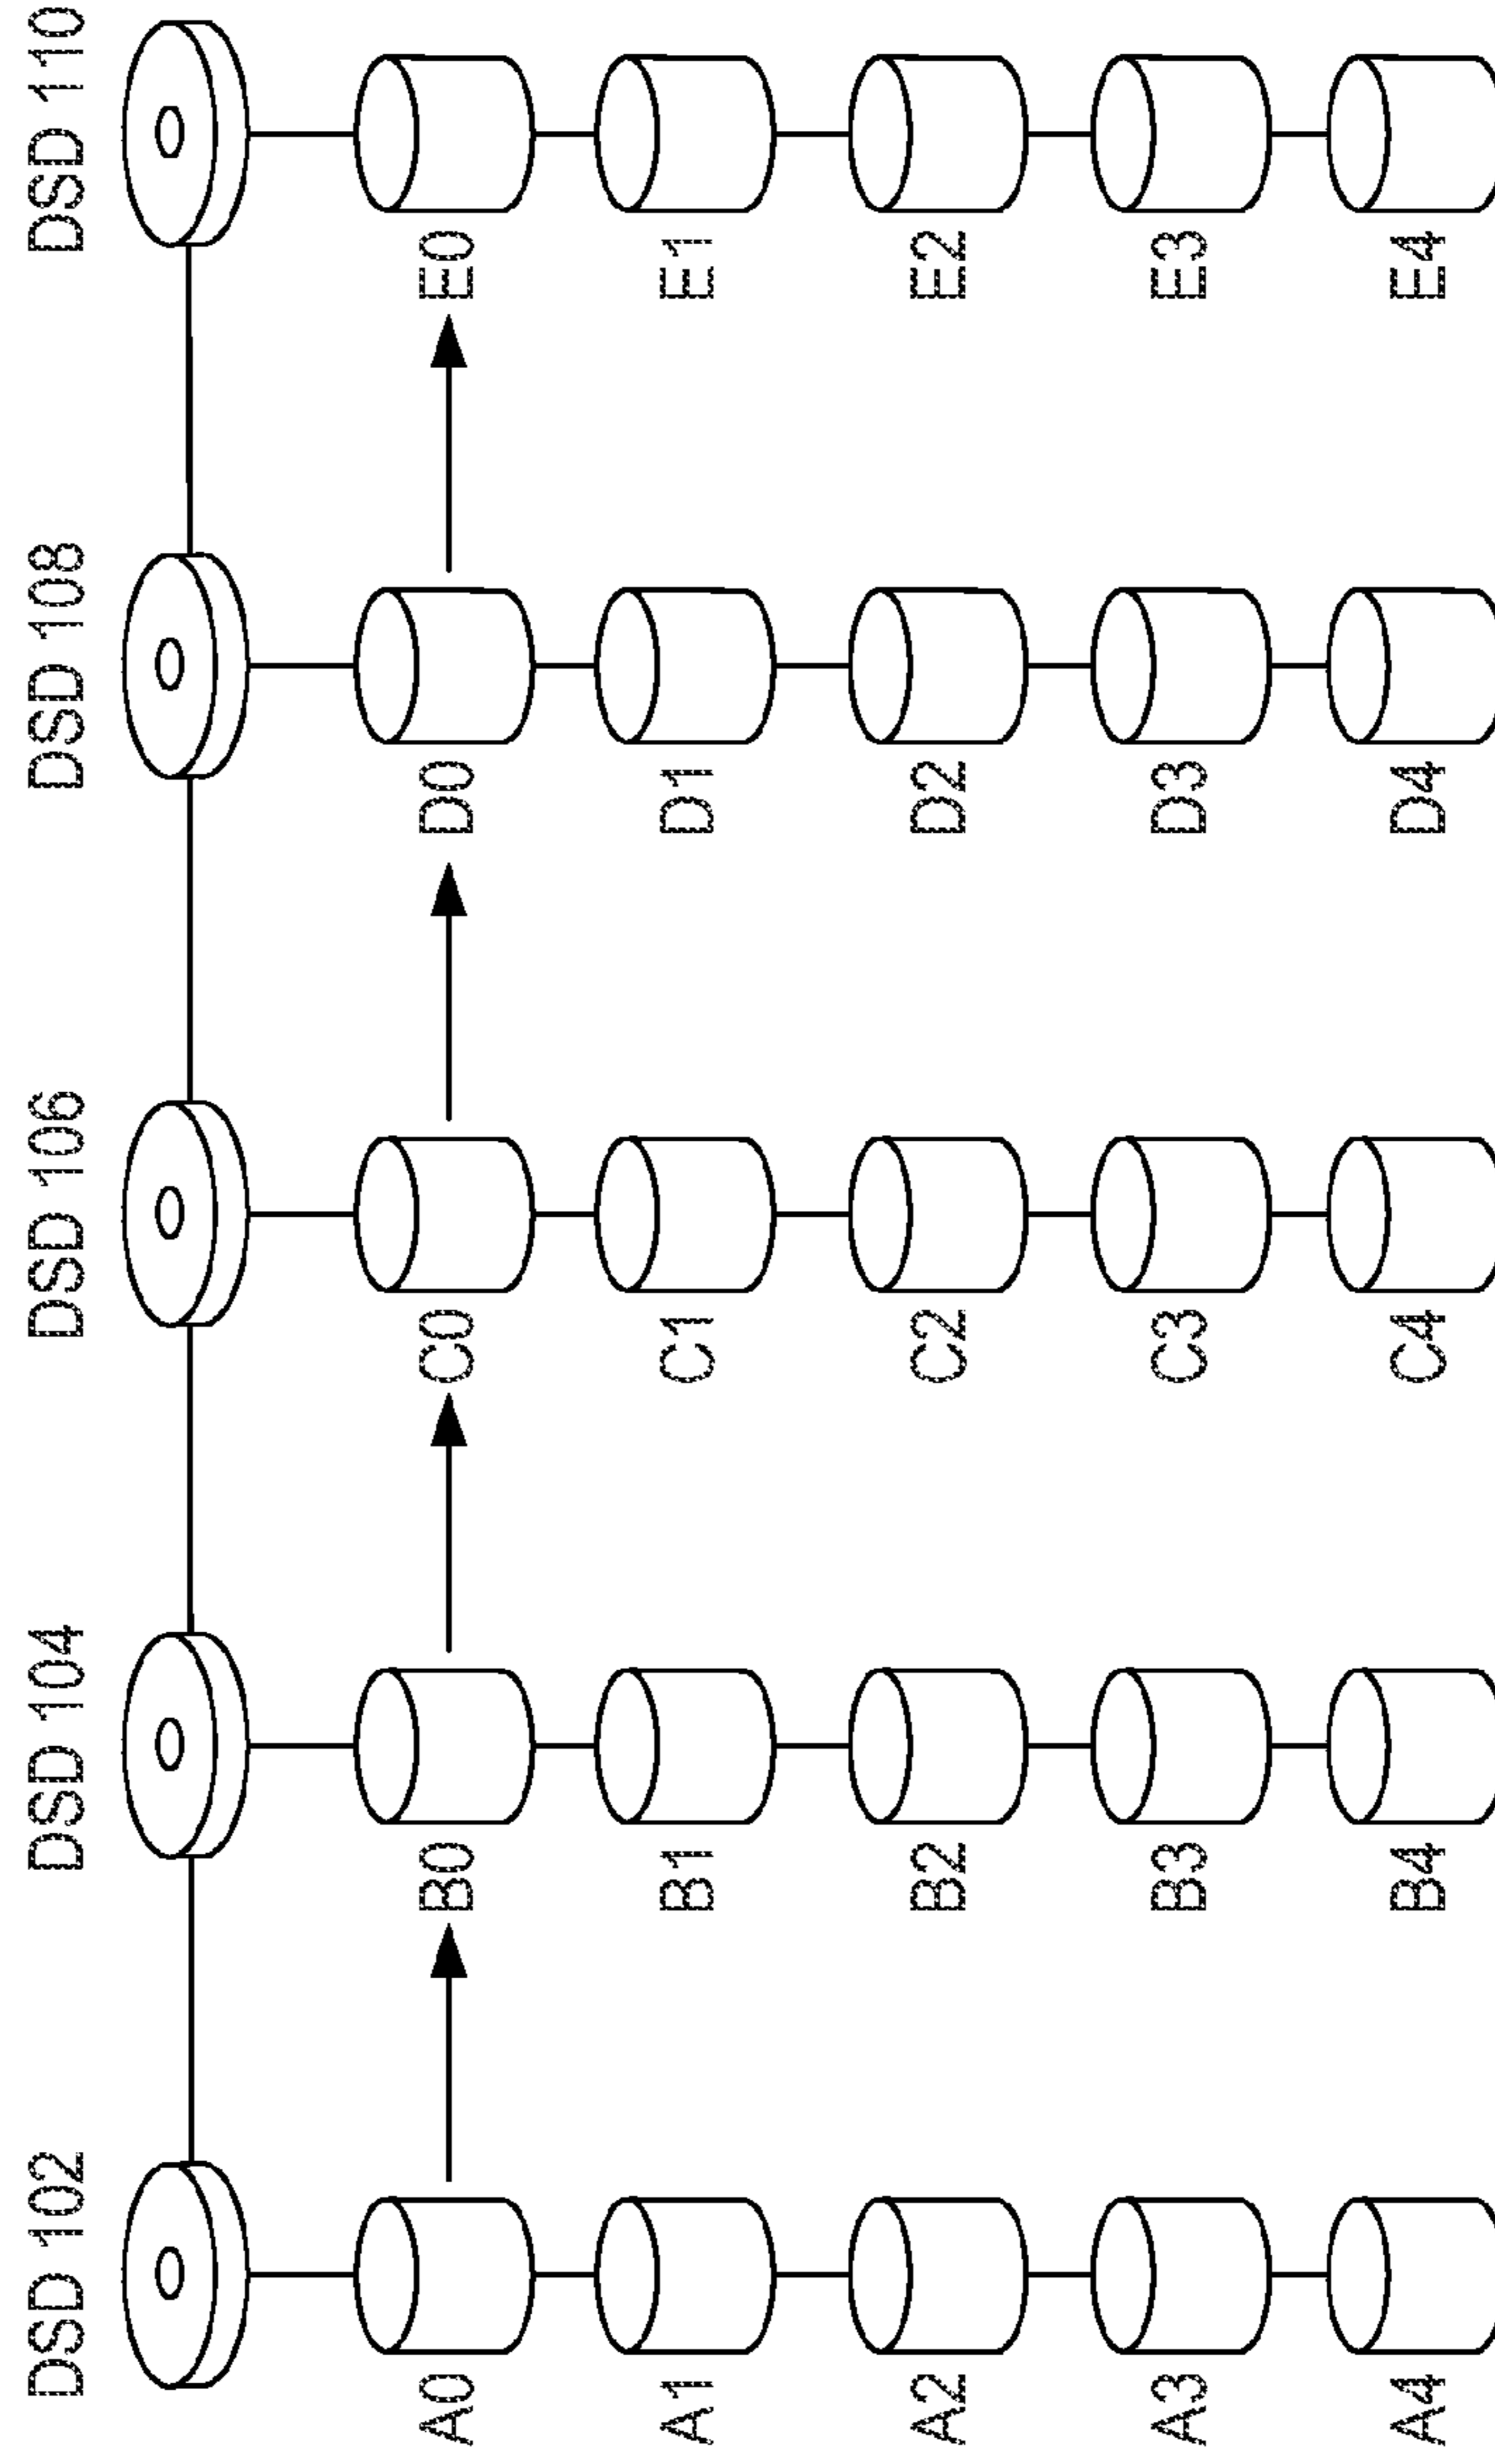 DSD 102 DSD 104 DSD 106 DSD 108 DSD 110
A0 B0 C0 D0 E0
A1 B1 C1 D1 E1
A2 B2 C2 D2 E2
A3 B3 C3 D3 E3
A4 B4 C4 D4 E4